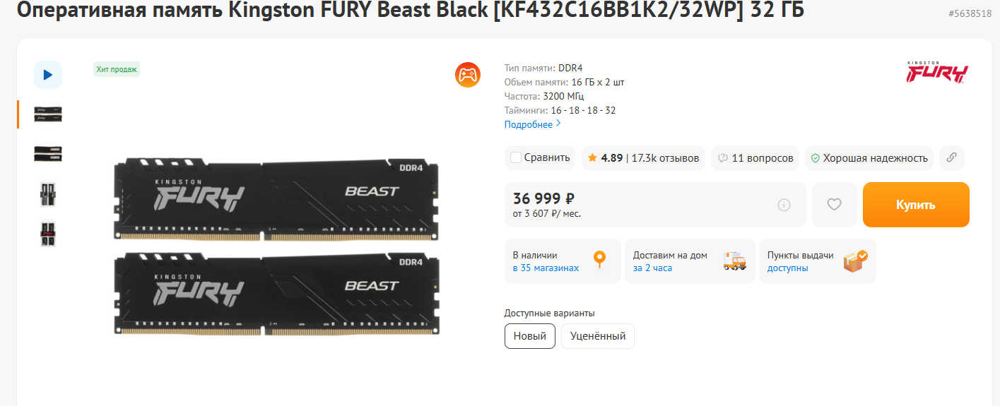 Оперативная память Kingston FURY Beast Black [KF432C16BB1K2/32WP] 32 ГБ
#5638518
Хит продаж
KINGSTON
FURY
BEAST
DDR4
KINGSTON
FURY
BEAST
DDR4
Тип памяти: DDR4
Объем памяти: 16 ГБ x 2 шт
Частота: 3200 МГц
Тайминги: 16 - 18 - 18 - 32
Подробнее
KINGSTON
FURY
Сравнить
4.89 | 17.3k отзывов
11 вопросов
Хорошая надежность
36 999 ₽
от 3 607 ₽/ мес.
Купить
В наличии
в 35 магазинах
Доставим на дом
за 2 часа
Пункты выдачи
доступны
Доступные варианты
Новый
Уценённый